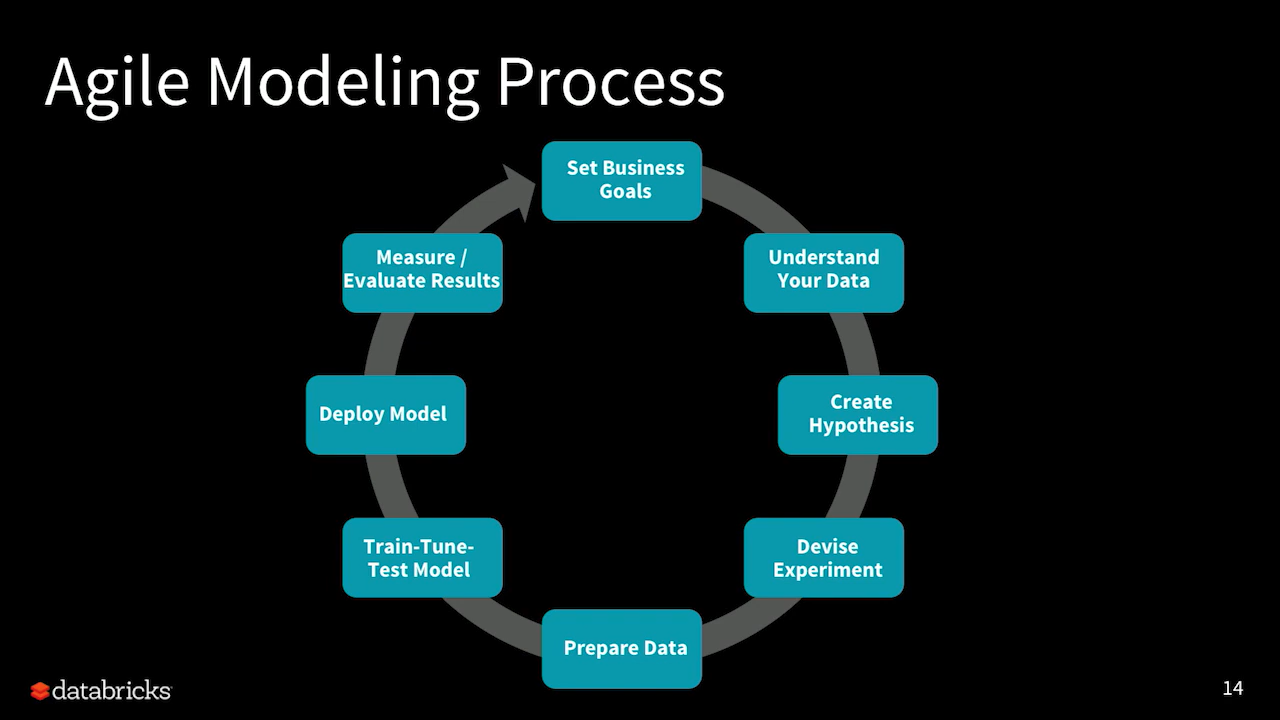 Agile Modeling Process
Set Business
Goals
Measure /
Evaluate Results
Understand
Your Data
Deploy Model
Create
Hypothesis
Train-Tune-
Test Model
Devise
Experiment
Prepare Data
databricks
14